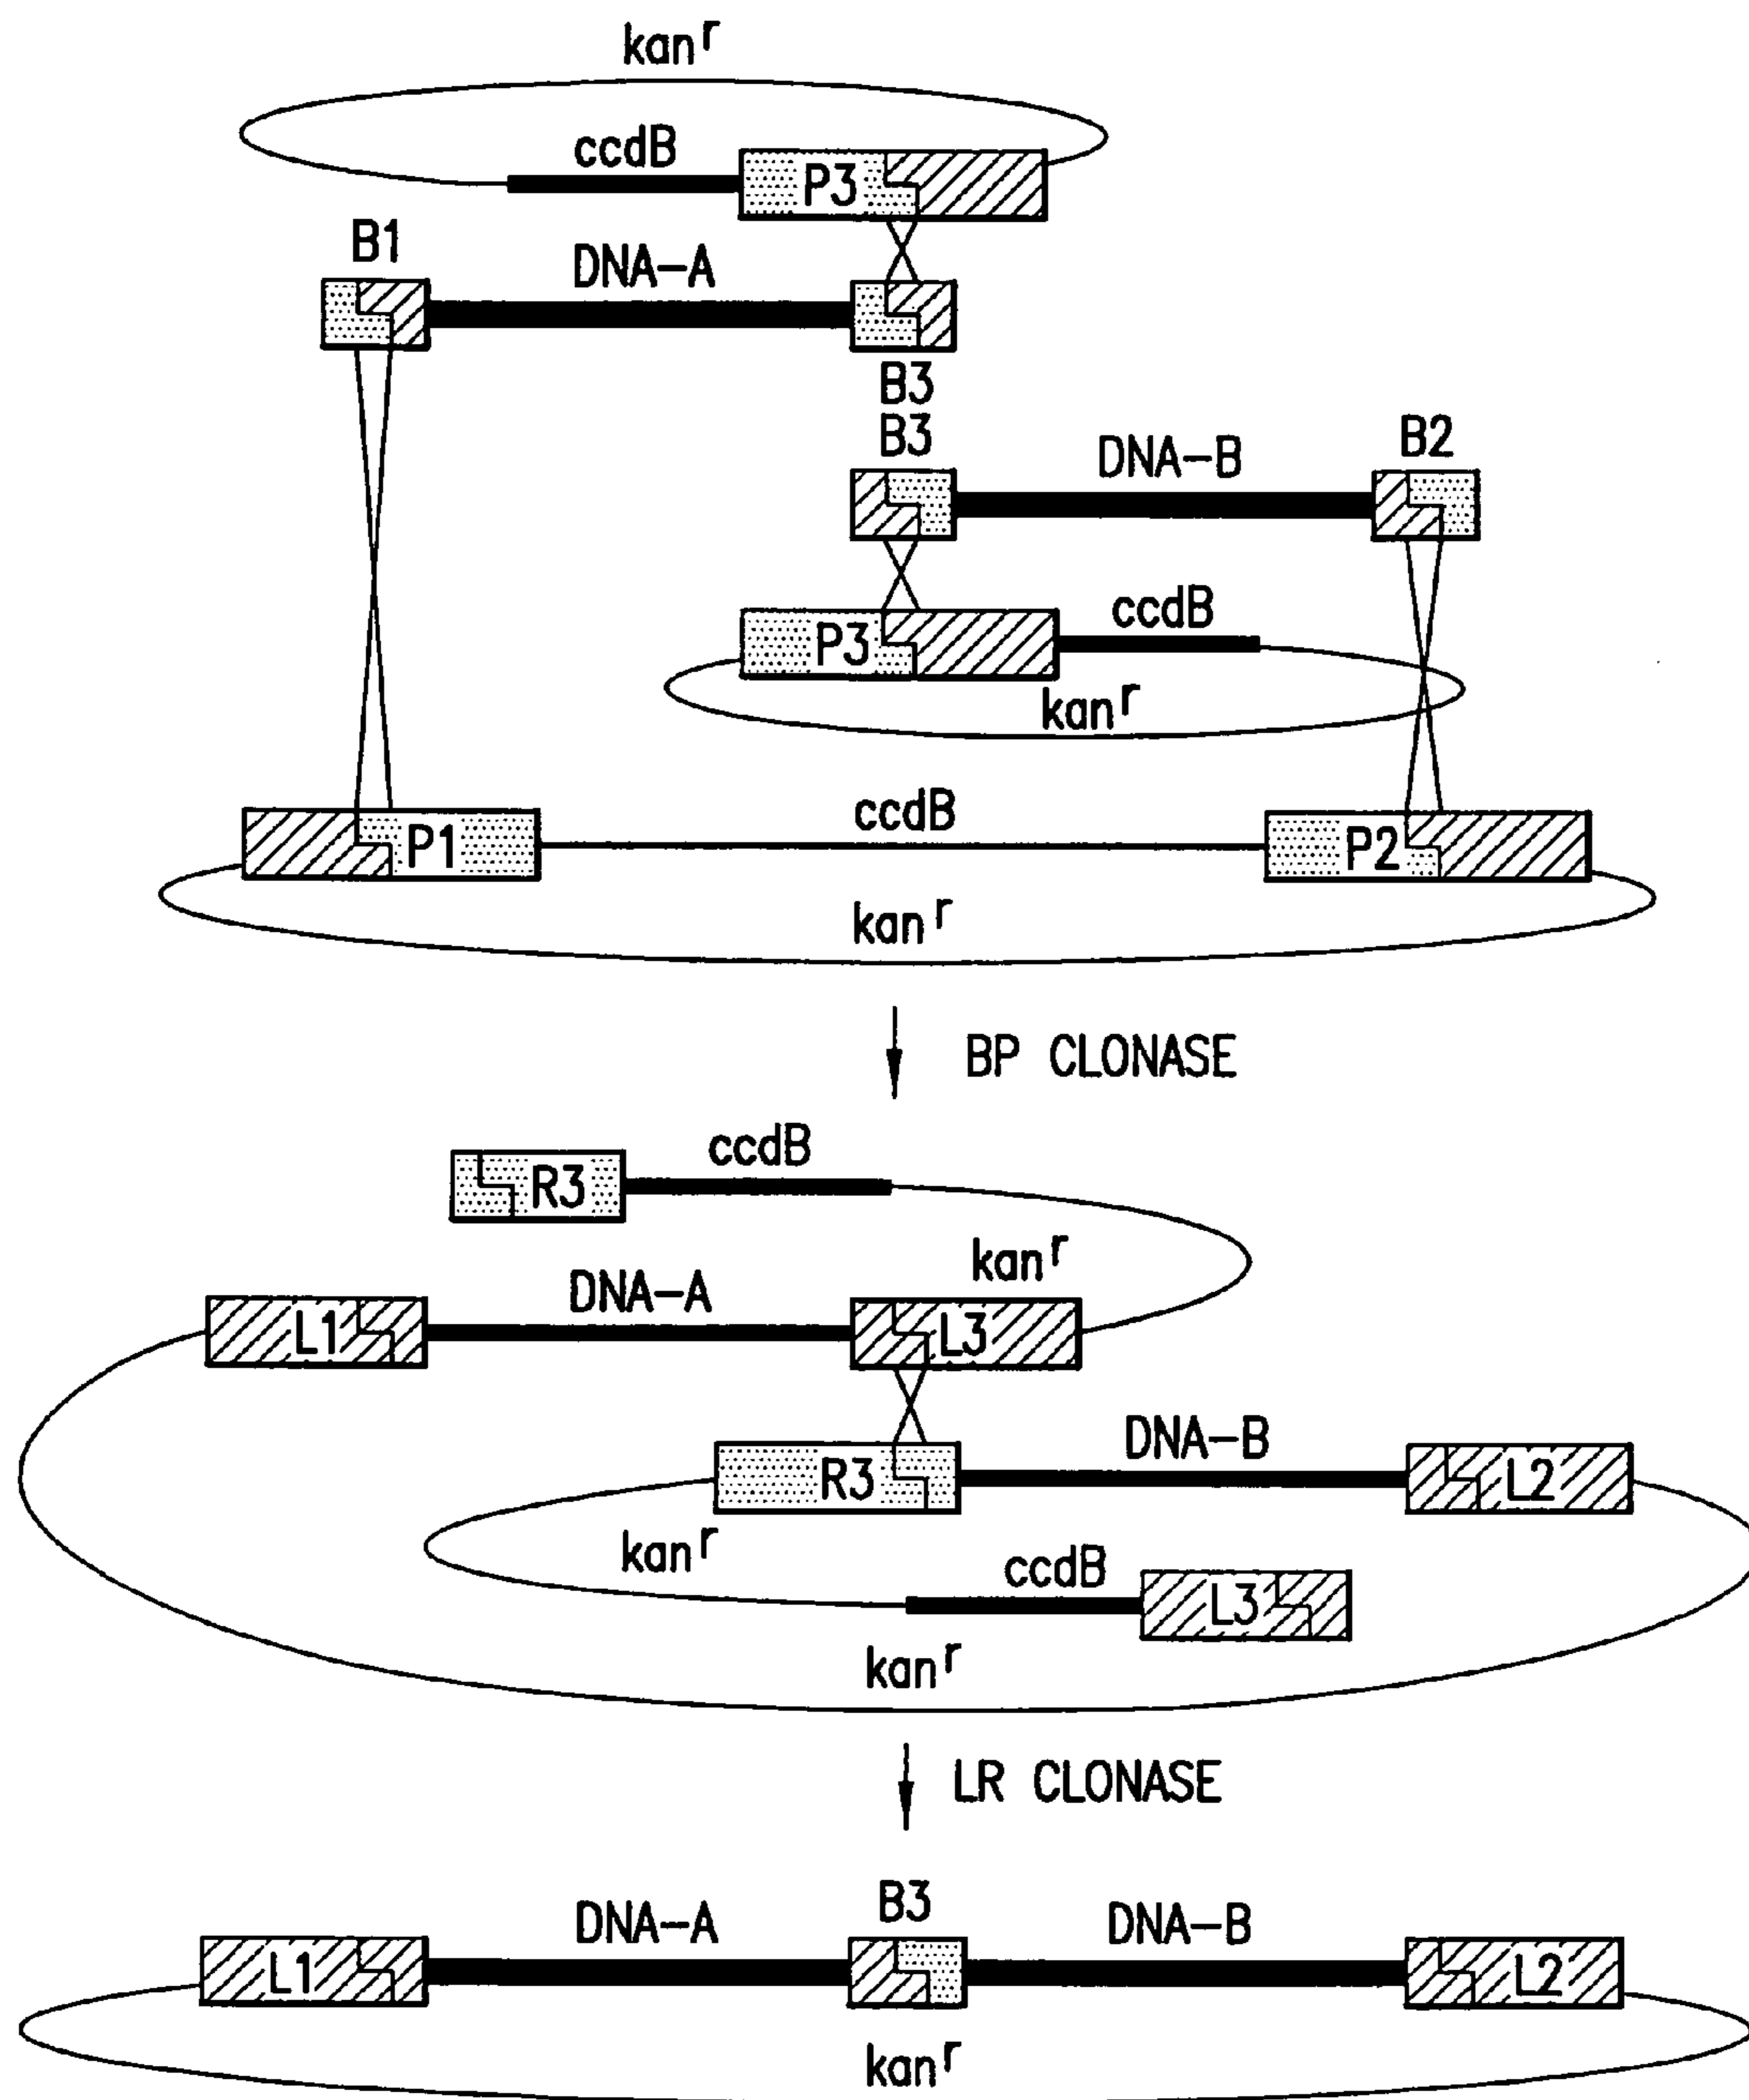 kanʳ
ccdB
P3
B1
DNA-A
B3
B3
DNA-B
B2
P3
ccdB
kanʳ
P1
ccdB
P2
kanʳ
BP CLONASE
R3
ccdB
kanʳ
L1
DNA-A
L3
R3
DNA-B
L2
kanʳ
ccdB
L3
kanʳ
LR CLONASE
L1
DNA-A
B3
DNA-B
L2
kanʳ